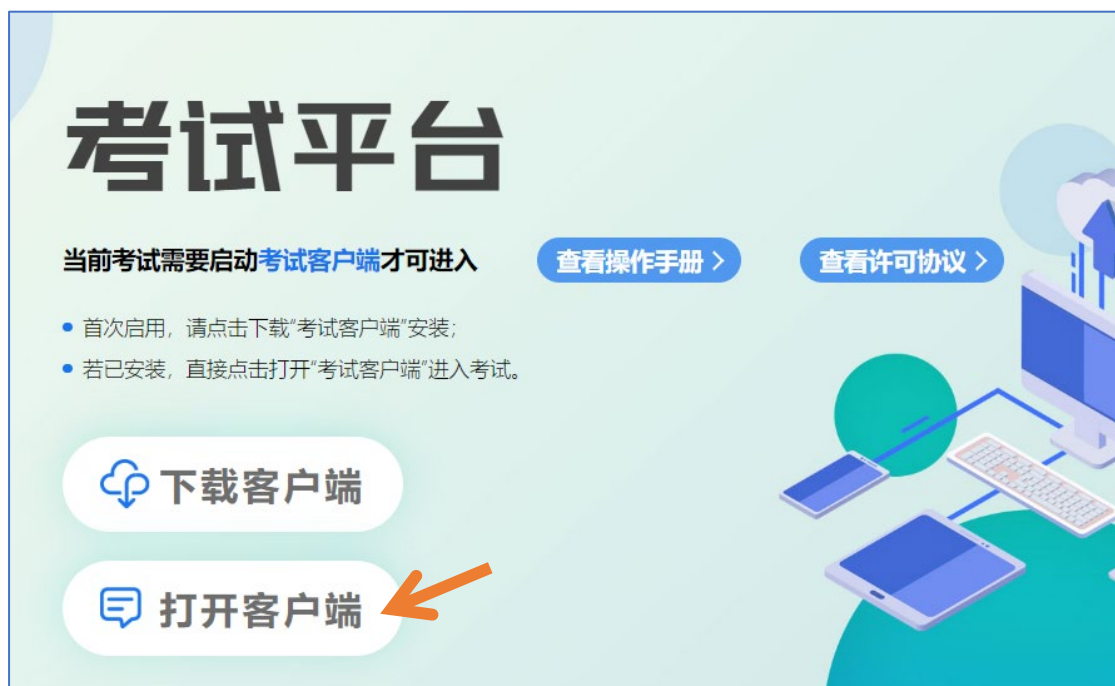 考试平台
当前考试需要启动考试客户端才可进入 查看操作手册 > 查看许可协议 >
首次启用，请点击下载“考试客户端”安装；
若已安装，直接点击打开“考试客户端”进入考试。
下载客户端
打开客户端